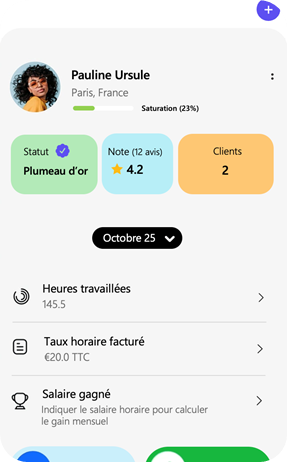 Pauline Ursule
Paris, France
Saturation (23%)
Statut
Plumeau d'or
Note (12 avis)
4.2
Clients
2
Octobre 25
Heures travaillées
145.5
Taux horaire facturé
€20.0 TTC
Salaire gagné
Indiquer le salaire horaire pour calculer
le gain mensuel